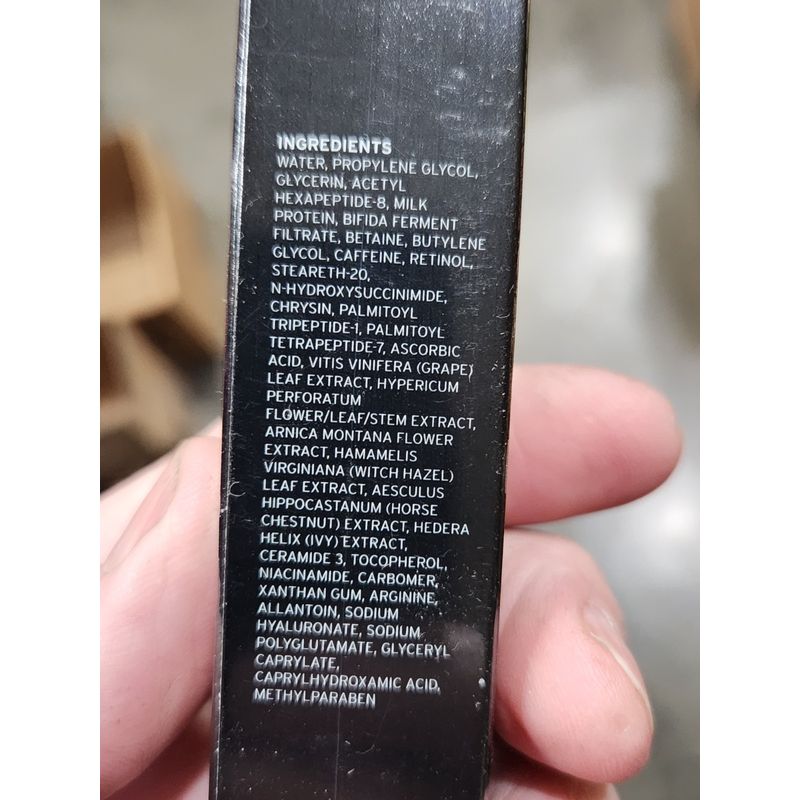 INGREDIENTS
WATER, PROPYLENE GLYCOL,
GLYCERIN, ACETYL
HEXAPEPTIDE-8, MILK
PROTEIN, BIFIDA FERMENT
FILTRATE, BETAINE, BUTYLENE
GLYCOL, CAFFEINE, RETINOL,
STEARETH-20,
N-HYDROXYSUCCINIMIDE,
CHRYSIN, PALMITOYL
TRIPEPTIDE-1, PALMITOYL
TETRAPEPTIDE-7, ASCORBIC
ACID, VITIS VINIFERA (GRAPE)
LEAF EXTRACT, HYPERICUM
PERFORATUM
FLOWER/LEAF/STEM EXTRACT,
ARNICA MONTANA FLOWER
EXTRACT, HAMAMELIS
VIRGINIANA (WITCH HAZEL)
LEAF EXTRACT, AESCULUS
HIPPOCASTANUM (HORSE
CHESTNUT) EXTRACT, HEDERA
HELIX (IVY) EXTRACT,
CERAMIDE 3, TOCOPHEROL,
NIACINAMIDE, CARBOMER,
XANTHAN GUM, ARGININE,
ALLANTOIN, SODIUM
HYALURONATE, SODIUM
POLYGLUTAMATE, GLYCERYL
CAPRYLATE,
CAPRYLHYDROXAMIC ACID,
METHYLPARABEN